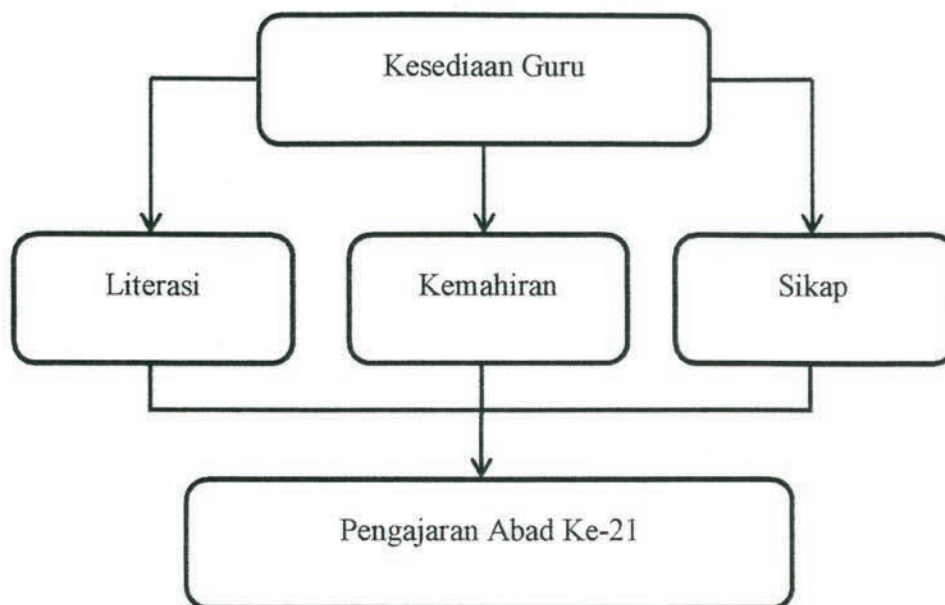 Kesediaan Guru
Literasi
Kemahiran
Sikap
Pengajaran Abad Ke-21